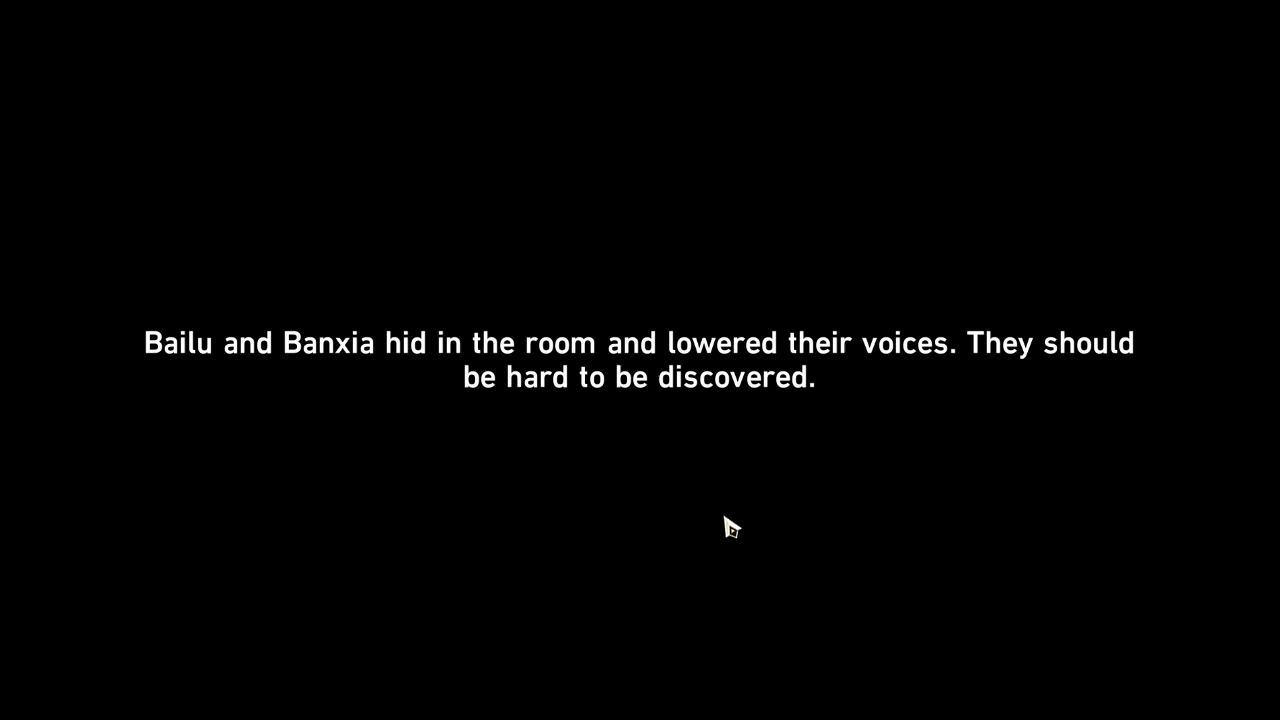 Bailu and Banxia hid in the room and lowered their voices. They should
be hard to be discovered.